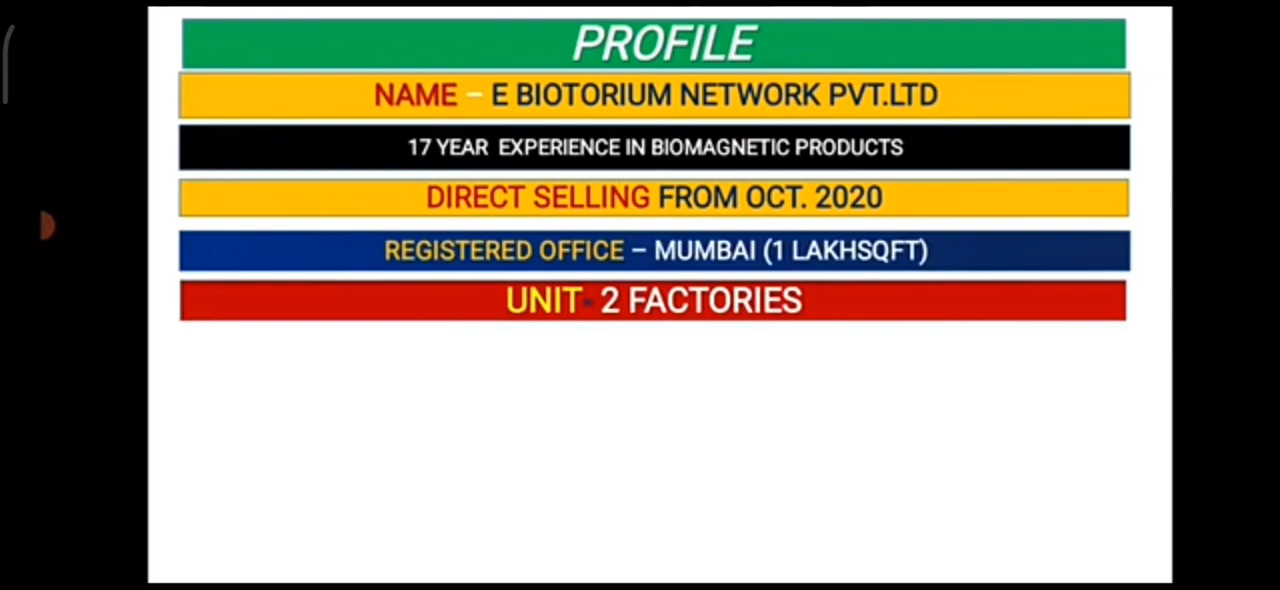 PROFILE
NAME – E BIOTORIUM NETWORK PVT.LTD
17 YEAR EXPERIENCE IN BIOMAGNETIC PRODUCTS
DIRECT SELLING FROM OCT. 2020
REGISTERED OFFICE – MUMBAI (1 LAKHSQFT)
UNIT- 2 FACTORIES